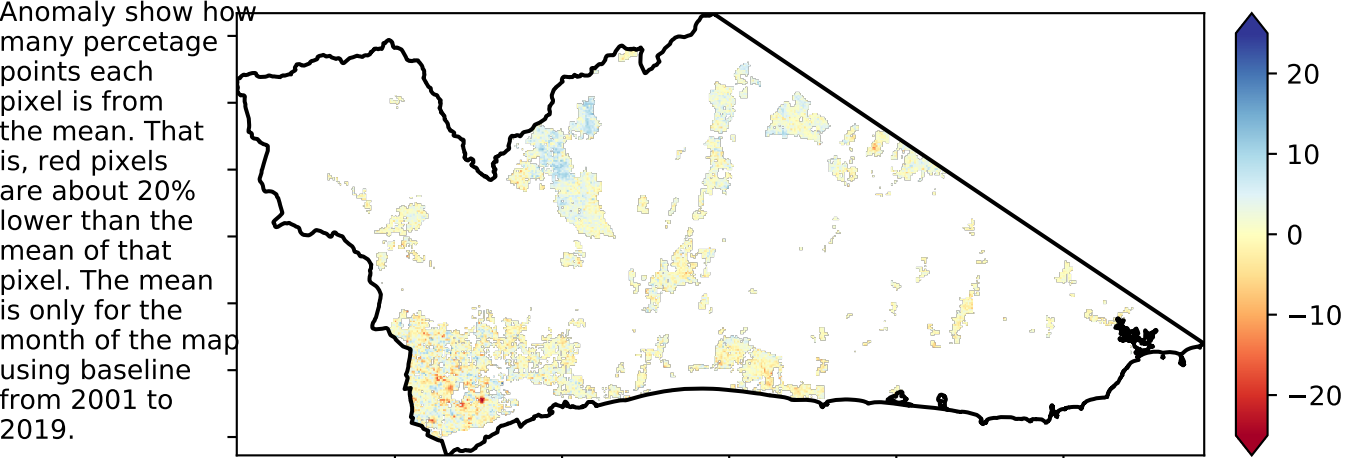 Anomaly show how
many percetage
points each
pixel is from
the mean. That
is, red pixels
are about 20%
lower than the
mean of that
pixel. The mean
is only for the
month of the map
using baseline
from 2001 to
2019.
20
10
0
−10
−20